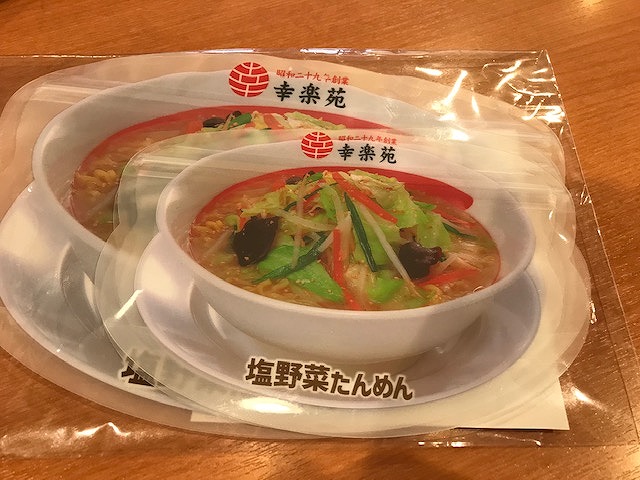 昭和二十九年創業
幸楽苑
昭和二十九年創業
幸楽苑
塩
塩野菜たんめん